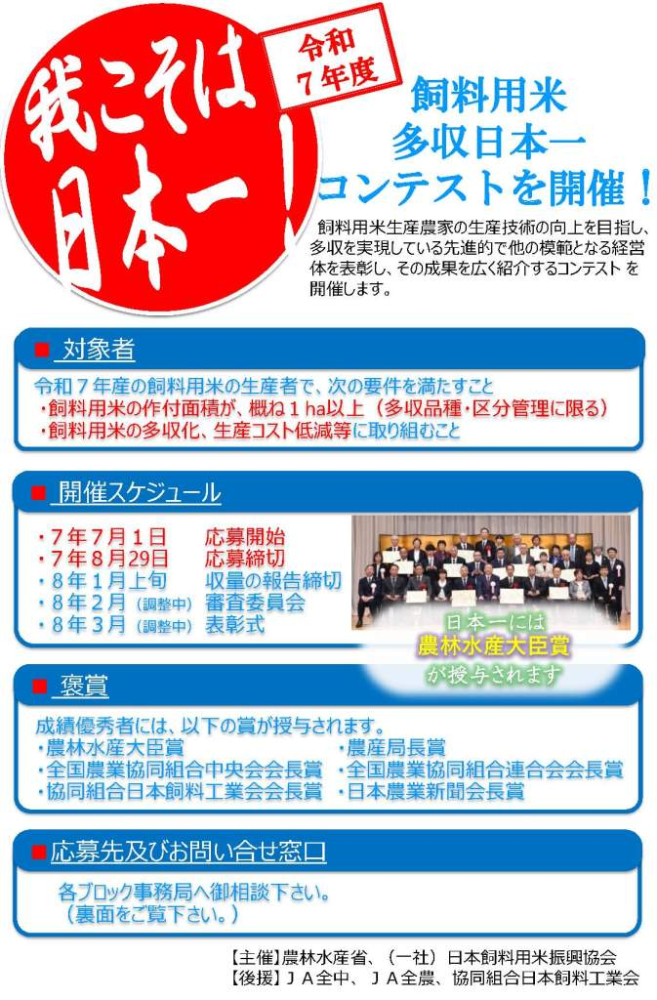 我こそは
日本一！
令和
７年度
飼料用米
多収日本一
コンテストを開催！
飼料用米生産農家の生産技術の向上を目指し、
多収を実現している先進的で他の模範となる経営
体を表彰し、その成果を広く紹介するコンテスト を
開催します。
■ 対象者
令和７年産の飼料用米の生産者で、次の要件を満たすこと
・飼料用米の作付面積が、概ね１ha以上（多収品種・区分管理に限る）
・飼料用米の多収化、生産コスト低減等に取り組むこと
■ 開催スケジュール
・７年７月１日　応募開始
・７年８月29日　応募締切
・８年１月上旬　収量の報告締切
・８年２月（調整中）審査委員会
・８年３月（調整中）表彰式
日本一には
農林水産大臣賞
が授与されます
■ 褒賞
成績優秀者には、以下の賞が授与されます。
・農林水産大臣賞　・農産局長賞
・全国農業協同組合中央会会長賞　・全国農業協同組合連合会会長賞
・協同組合日本飼料工業会会長賞　・日本農業新聞会長賞
■応募先及びお問い合せ窓口
各ブロック事務局へ御相談下さい。
（裏面をご覧下さい。）
【主催】農林水産省、（一社）日本飼料用米振興協会
【後援】ＪＡ全中、ＪＡ全農、協同組合日本飼料工業会